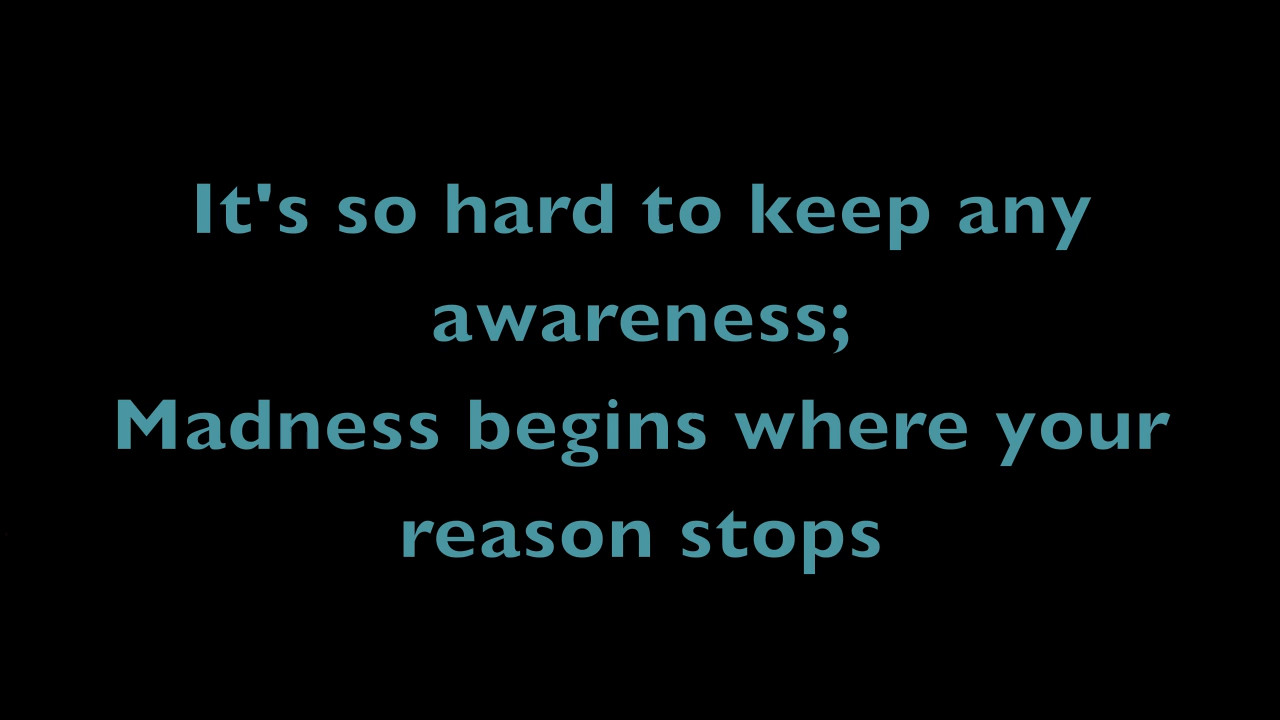 It's so hard to keep any
awareness;
Madness begins where your
reason stops